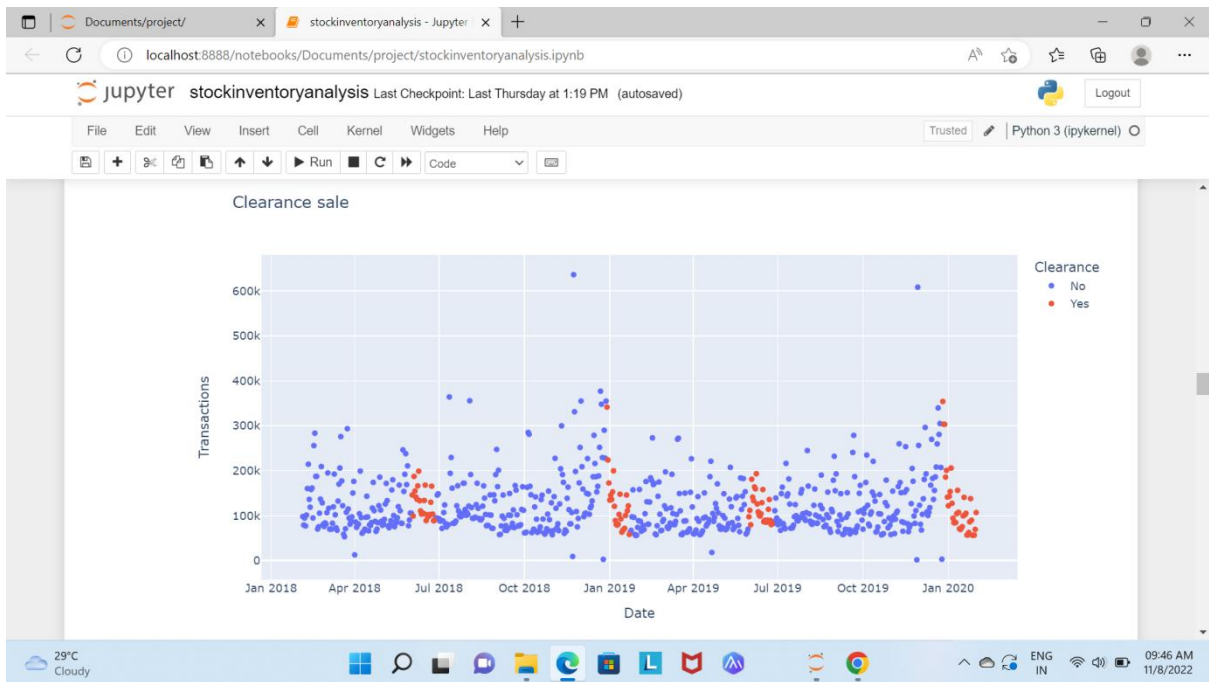 Documents/project/
stockinventoryanalysis - Jupyter
localhost:8888/notebooks/Documents/project/stockinventoryanalysis.ipynb
jupyter stockinventoryanalysis Last Checkpoint: Last Thursday at 1:19 PM (autosaved)
Logout
File Edit View Insert Cell Kernel Widgets Help
Trusted Python 3 (ipykernel)
Run Code
Clearance sale
Clearance
No
Yes
600k
500k
400k
300k
200k
100k
0
Transactions
Jan 2018 Apr 2018 Jul 2018 Oct 2018 Jan 2019 Apr 2019 Jul 2019 Oct 2019 Jan 2020
Date
29°C
Cloudy
L
ENG
IN
09:46 AM
11/8/2022